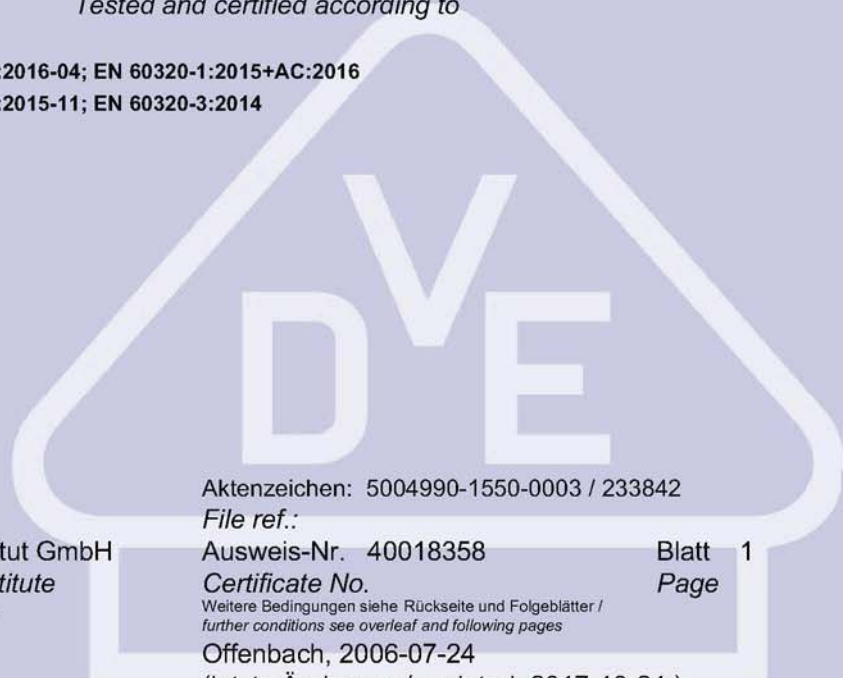 Tested and certified according to
:2016-04; EN 60320-1:2015+AC:2016
:2015-11; EN 60320-3:2014
DVE
Aktenzeichen: 5004990-1550-0003 / 233842
File ref.:
tut GmbH Ausweis-Nr. 40018358 Blatt 1
titute Certificate No. Page
Weitere Bedingungen siehe Rückseite und Folgeblätter /
further conditions see overleaf and following pages
Offenbach, 2006-07-24